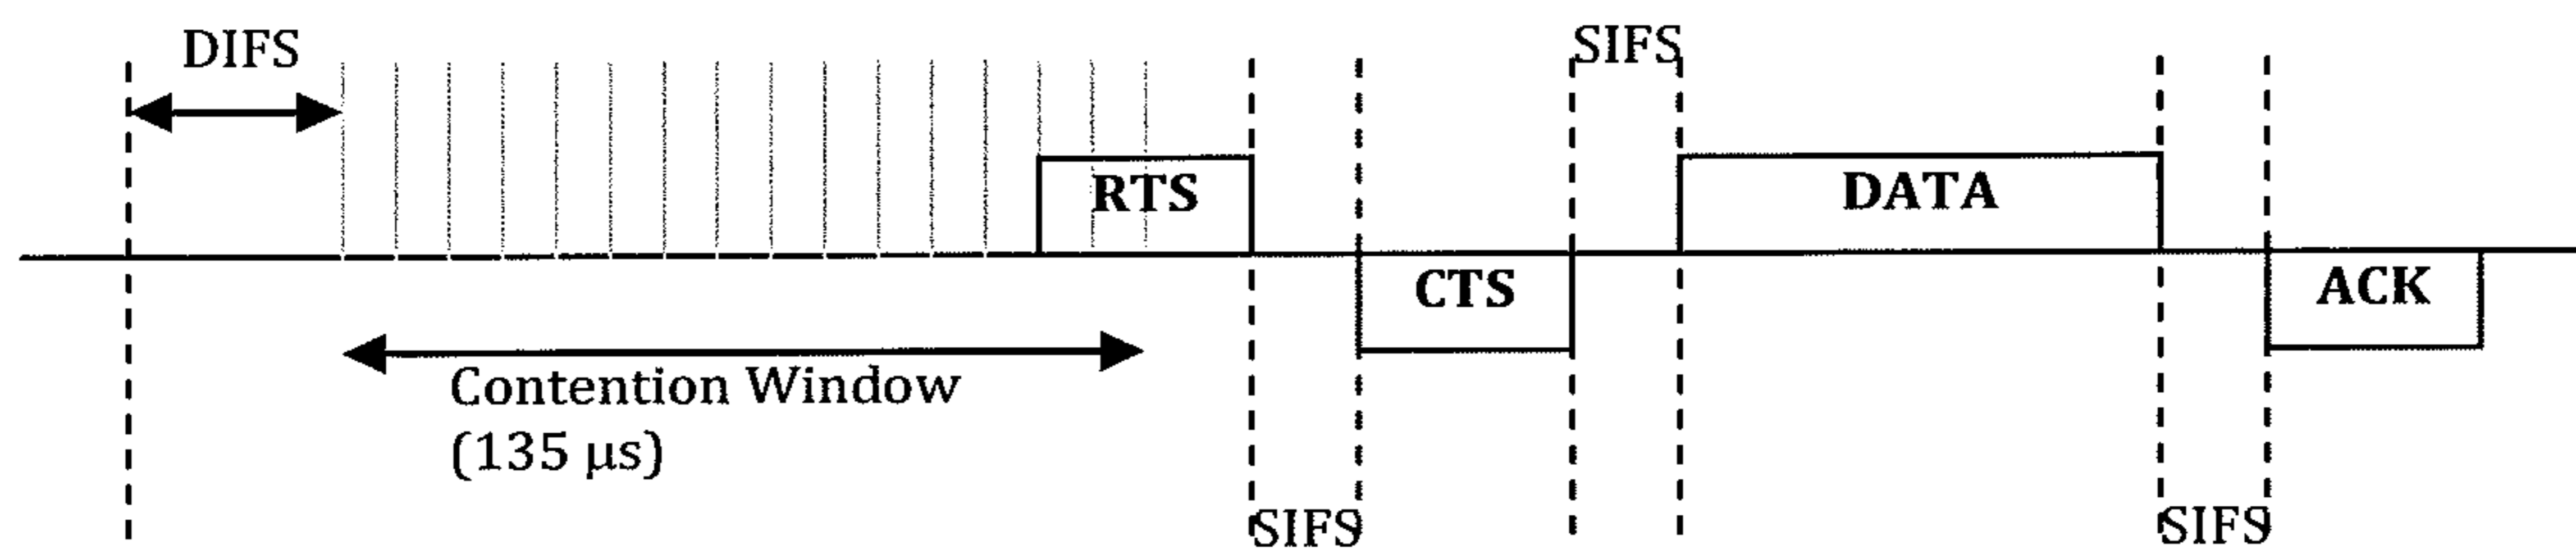 DIFS
SIFS
RTS
DATA
CTS
ACK
Contention Window
(135 μs)
SIFS
SIFS